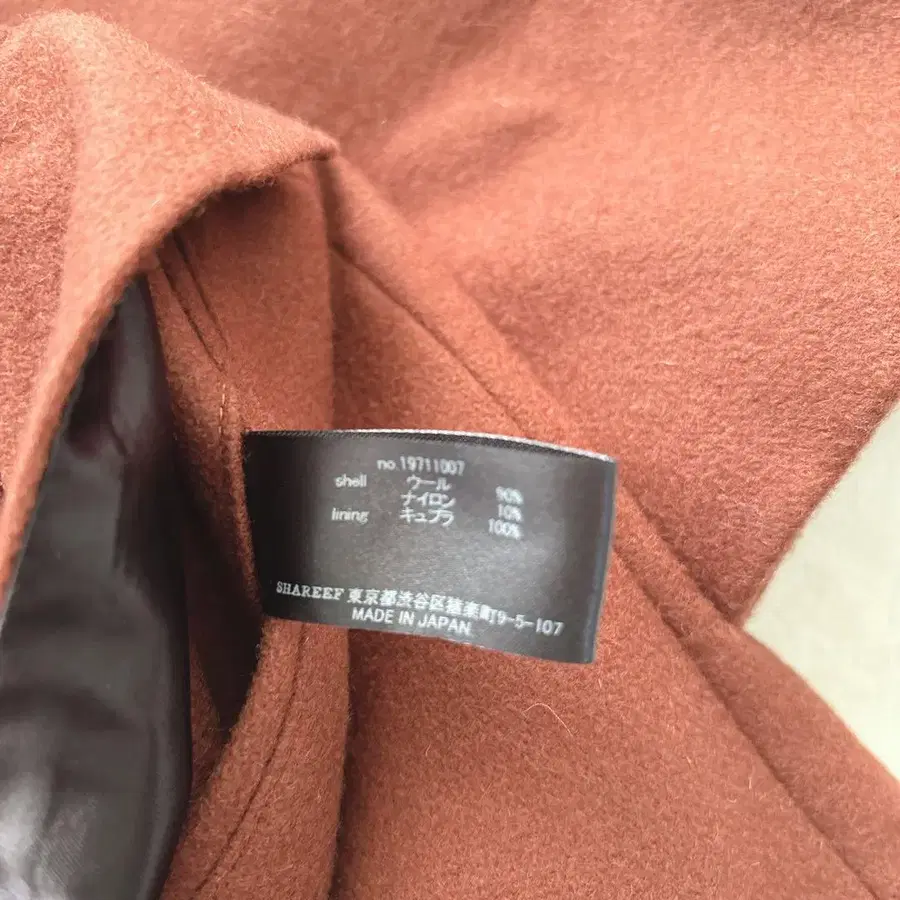 no.19711007
shell ウール 90%
ナイロン 10%
lining キュプラ 100%
SHAREEF 東京都渋谷区猿楽町9-5-107
MADE IN JAPAN